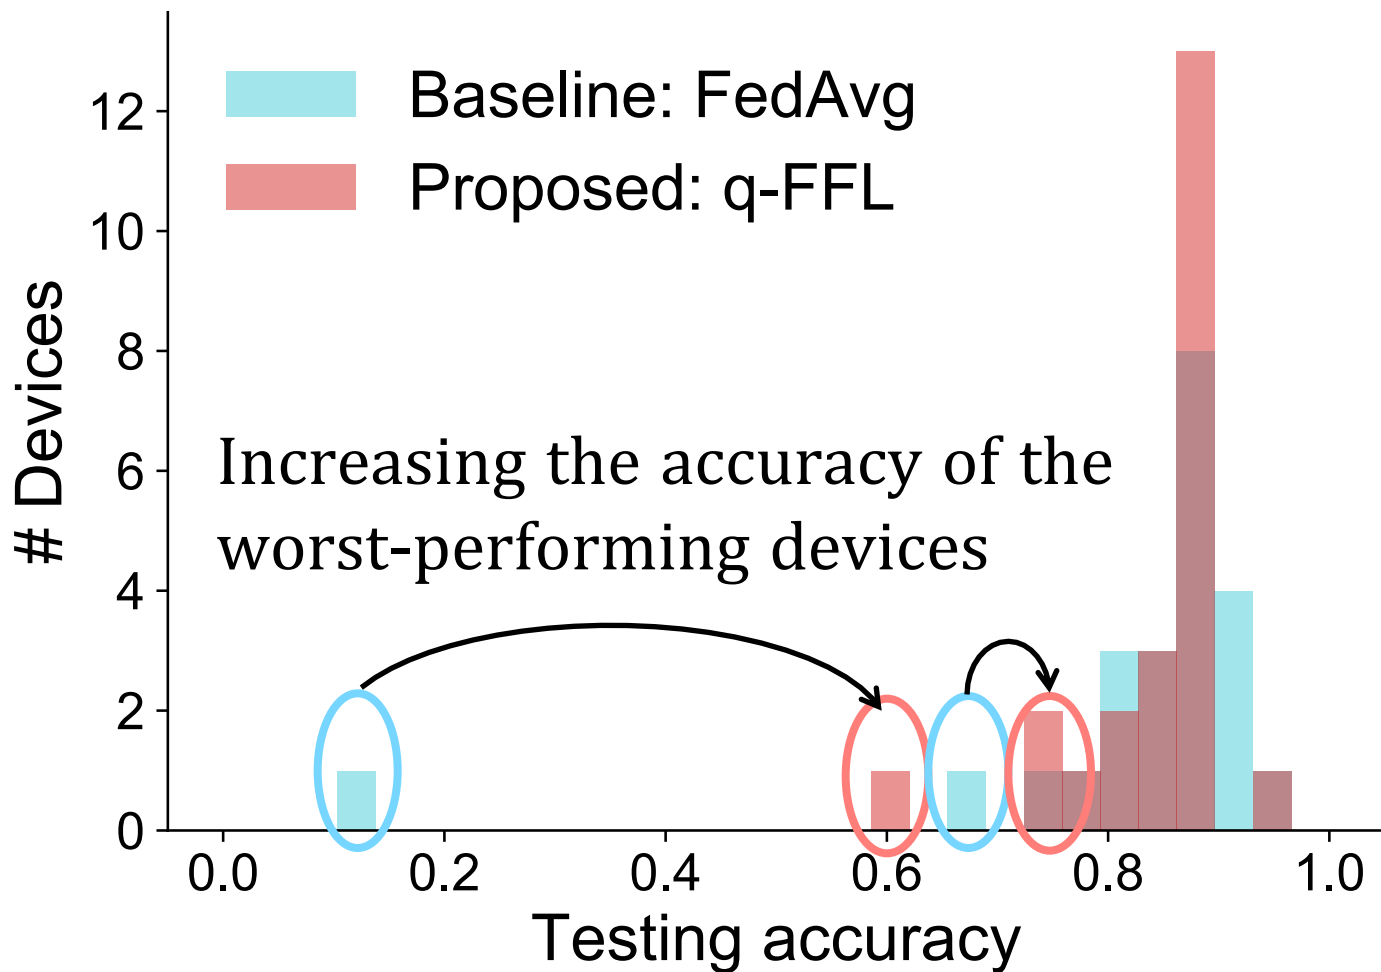 Baseline: FedAvg
Proposed: q-FFL
12
10
8
6
4
2
0
# Devices
Increasing the accuracy of the
worst-performing devices
0.0 0.2 0.4 0.6 0.8 1.0
Testing accuracy